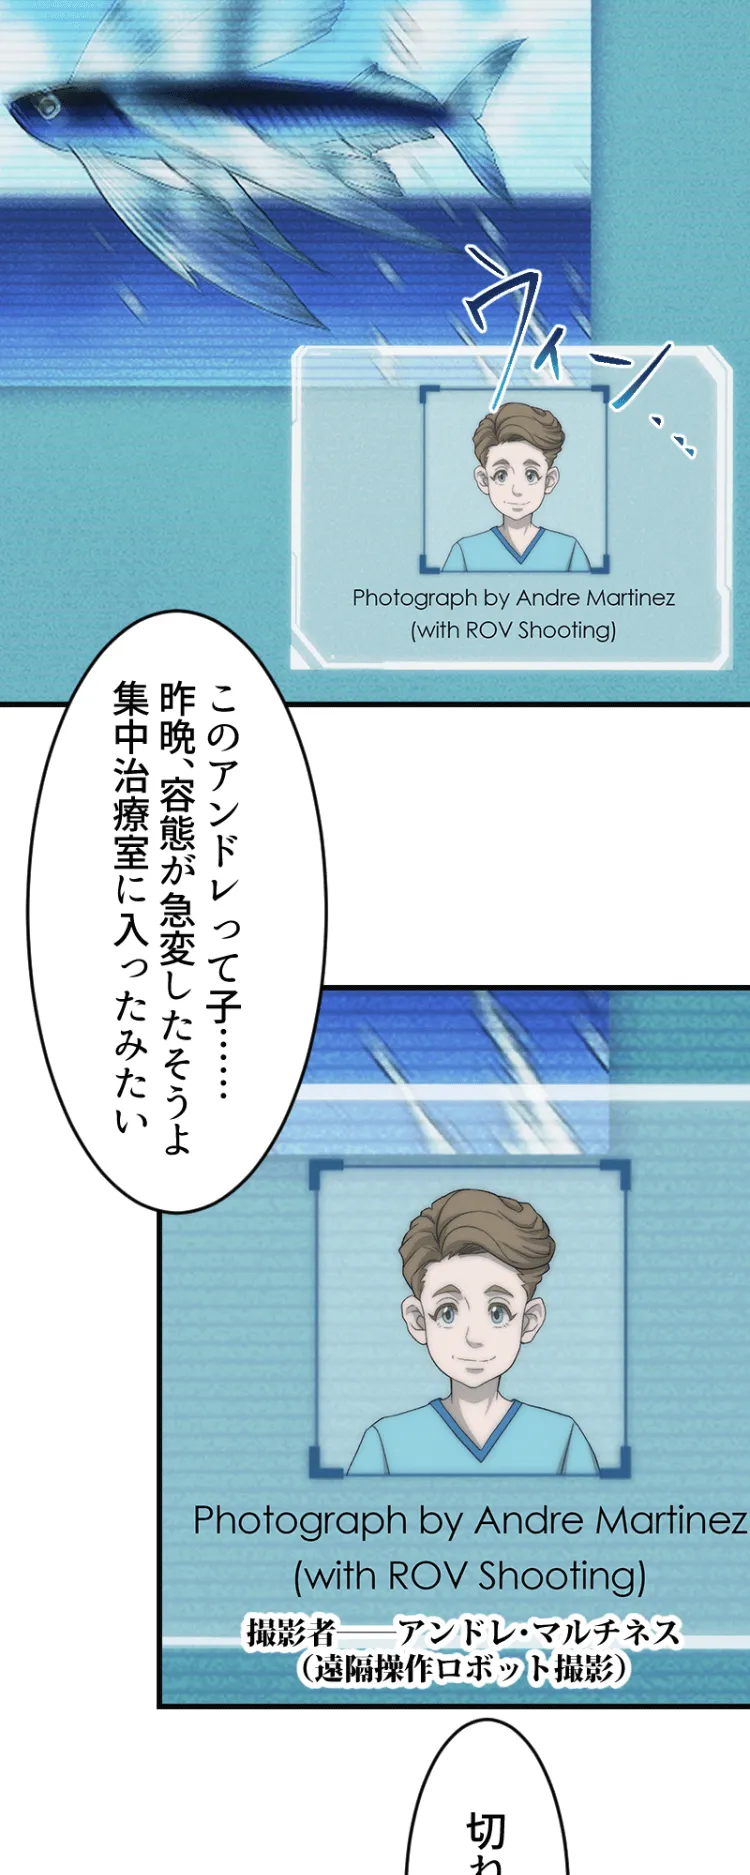 ウィーン…
Photograph by Andre Martinez
(with ROV Shooting)
このアンドレって子……
昨晩、容態が急変したそうよ
集中治療室に入ったみたい
Photograph by Andre Martinez
(with ROV Shooting)
撮影者――アンドレ・マルチネス
（遠隔操作ロボット撮影）
切れ